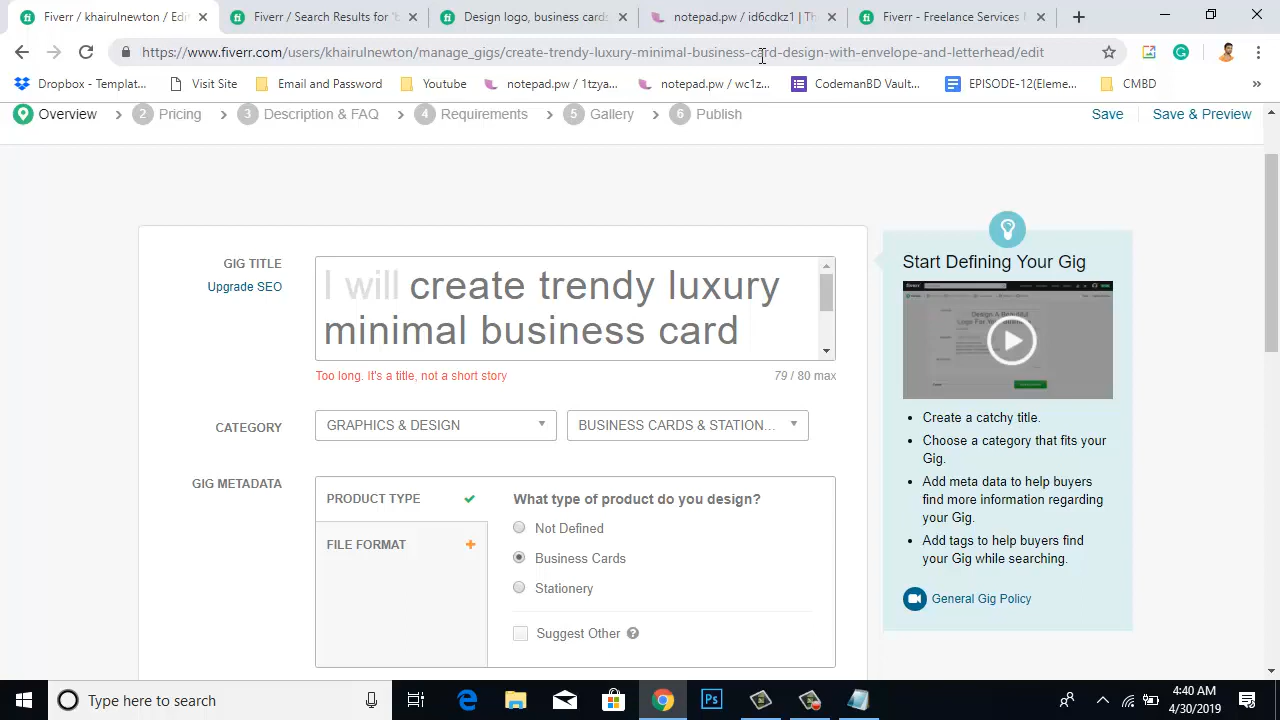 Fiverr / khairulnewton / Edi
Fiverr / Search Results for 'b
Design logo, business cards
notepad.pw / id6cdkz1 | Th
Fiverr - Freelance Services
https://www.fiverr.com/users/khairulnewton/manage_gigs/create-trendy-luxury-minimal-business-card-design-with-envelope-and-letterhead/edit
Dropbox - Templat...
Visit Site
Email and Password
Youtube
notepad.pw / 1tzya...
notepad.pw / wc1z...
CodemanBD Vault...
EPISODE-12(Eleme...
CMBD
»
Overview
2 Pricing
3 Description & FAQ
4 Requirements
5 Gallery
6 Publish
Save
Save & Preview
GIG TITLE
Upgrade SEO
I will create trendy luxury
minimal business card
Too long. It's a title, not a short story
79 / 80 max
CATEGORY
GRAPHICS & DESIGN
BUSINESS CARDS & STATION...
GIG METADATA
PRODUCT TYPE
FILE FORMAT
What type of product do you design?
Not Defined
Business Cards
Stationery
Suggest Other
Start Defining Your Gig
Create a catchy title.
Choose a category that fits your
Gig.
Add meta data to help buyers
find more information regarding
your Gig.
Add tags to help buyers find
your Gig while searching.
General Gig Policy
Type here to search
Ps
4:40 AM
4/30/2019